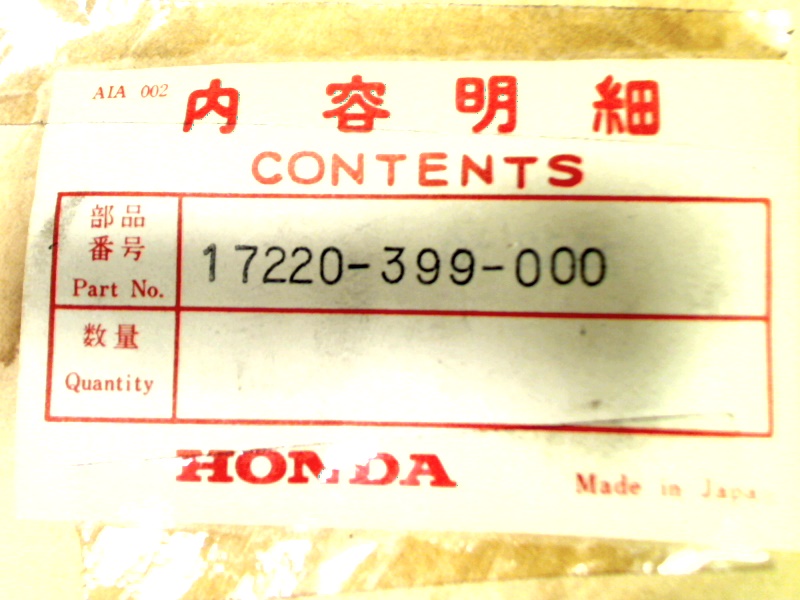 AIA 002
内容明細
CONTENTS
部品
番号
Part No.
17220-399-000
数量
Quantity
HONDA
Made in Japa